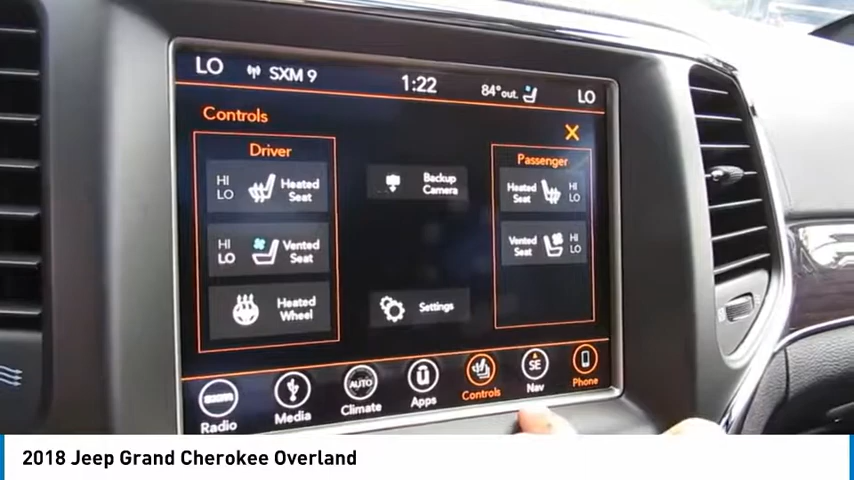 LO SXM 9 1:22 84° out. LO
Controls
Driver
HI
LO
Heated
Seat
HI
LO
Vented
Seat
Heated
Wheel
Backup
Camera
Settings
Passenger
Heated
Seat
HI
LO
Vented
Seat
HI
LO
SXM
Radio
Media
AUTO
Climate
Apps
Controls
SE
Nav
Phone
2018 Jeep Grand Cherokee Overland